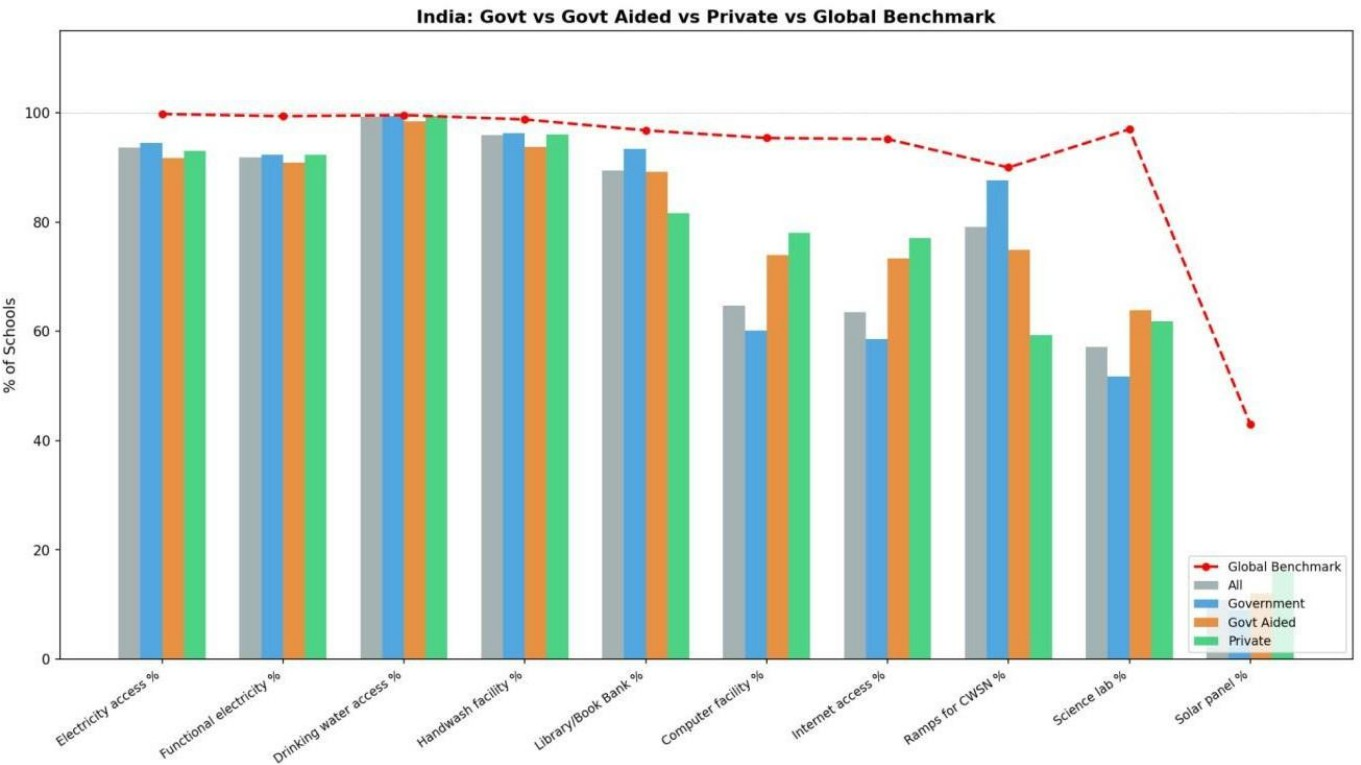 India: Govt vs Govt Aided vs Private vs Global Benchmark
% of Schools
100
80
60
40
20
0
Electricity access %
Functional electricity %
Drinking water access %
Handwash facility %
Library/Book Bank %
Computer facility %
Internet access %
Ramps for CWSN %
Science lab %
Solar panel %
Global Benchmark
All
Government
Govt Aided
Private